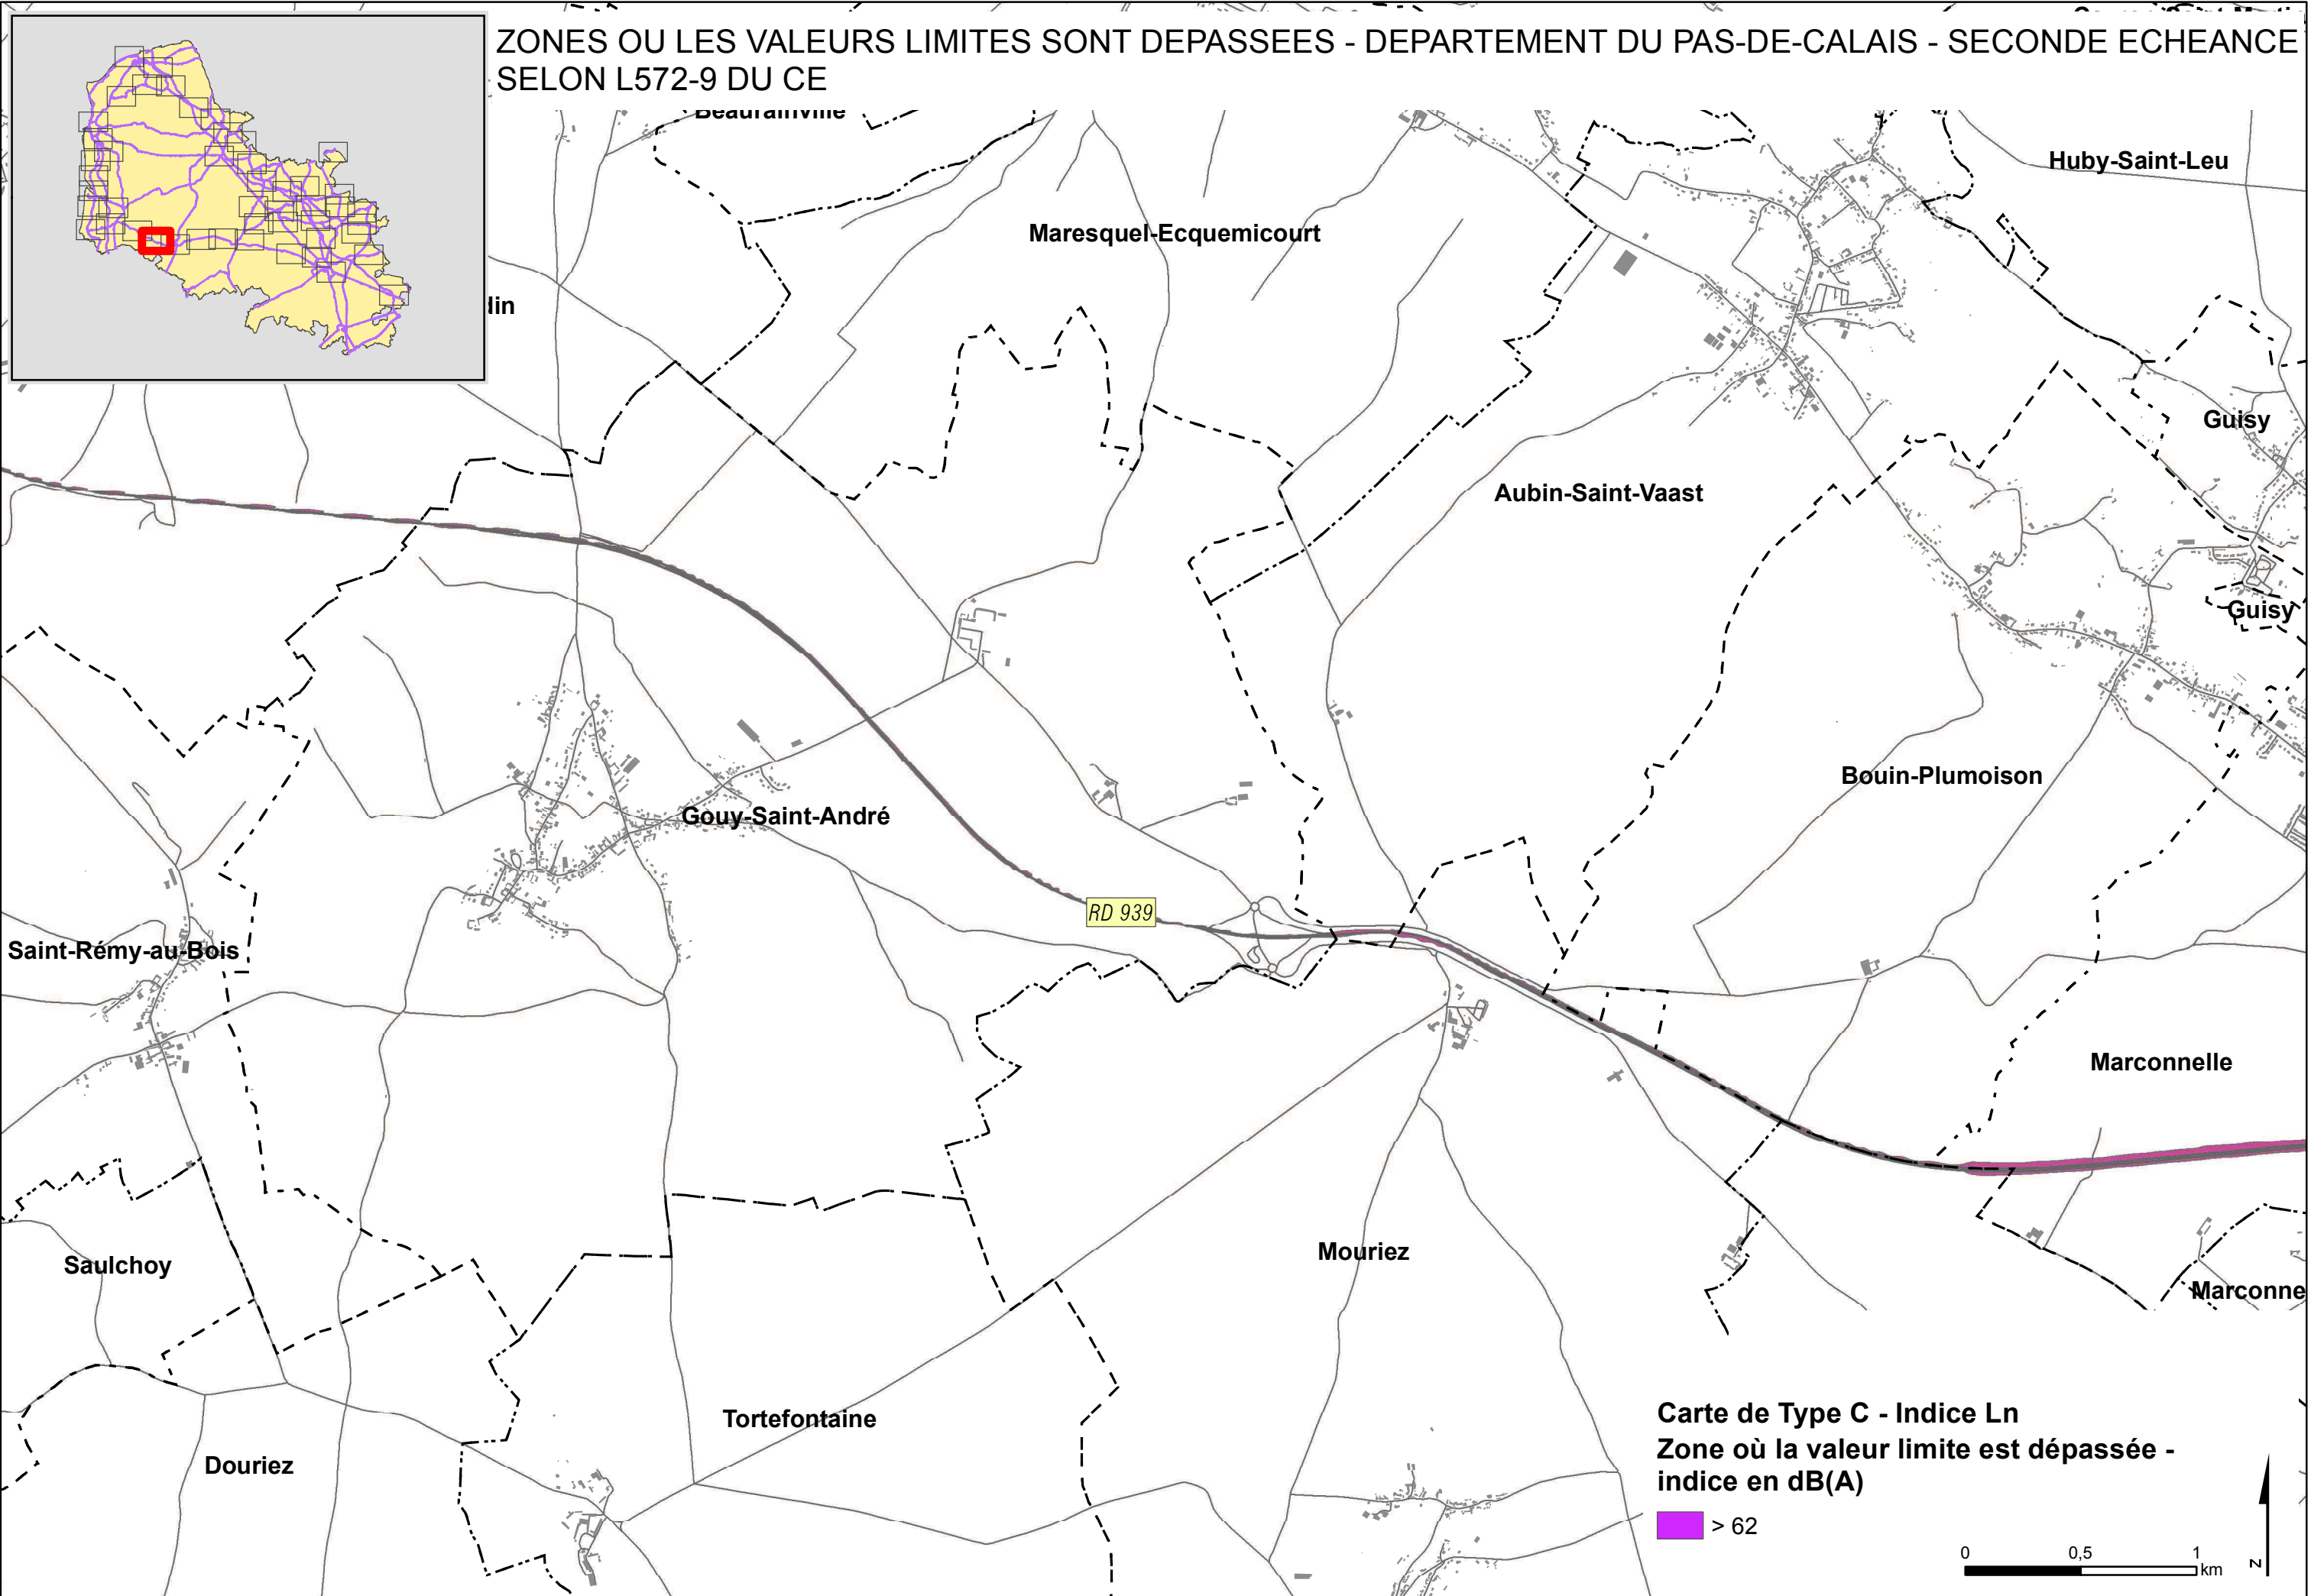 ZONES OU LES VALEURS LIMITES SONT DEPASSEES - DEPARTEMENT DU PAS-DE-CALAIS - SECONDE ECHEANCE
SELON L572-9 DU CE
Beaurainville
Huby-Saint-Leu
Maresquel-Ecquemicourt
din
Guisy
Aubin-Saint-Vaast
Guisy
Bouin-Plumoison
Gouy-Saint-André
RD 939
Saint-Rémy-au-Bois
Marconnelle
Mouriez
Saulchoy
Marconne
Tortefontaine
Douriez
Carte de Type C - Indice Ln
Zone où la valeur limite est dépassée -
indice en dB(A)
> 62
0 0,5 1
km
N